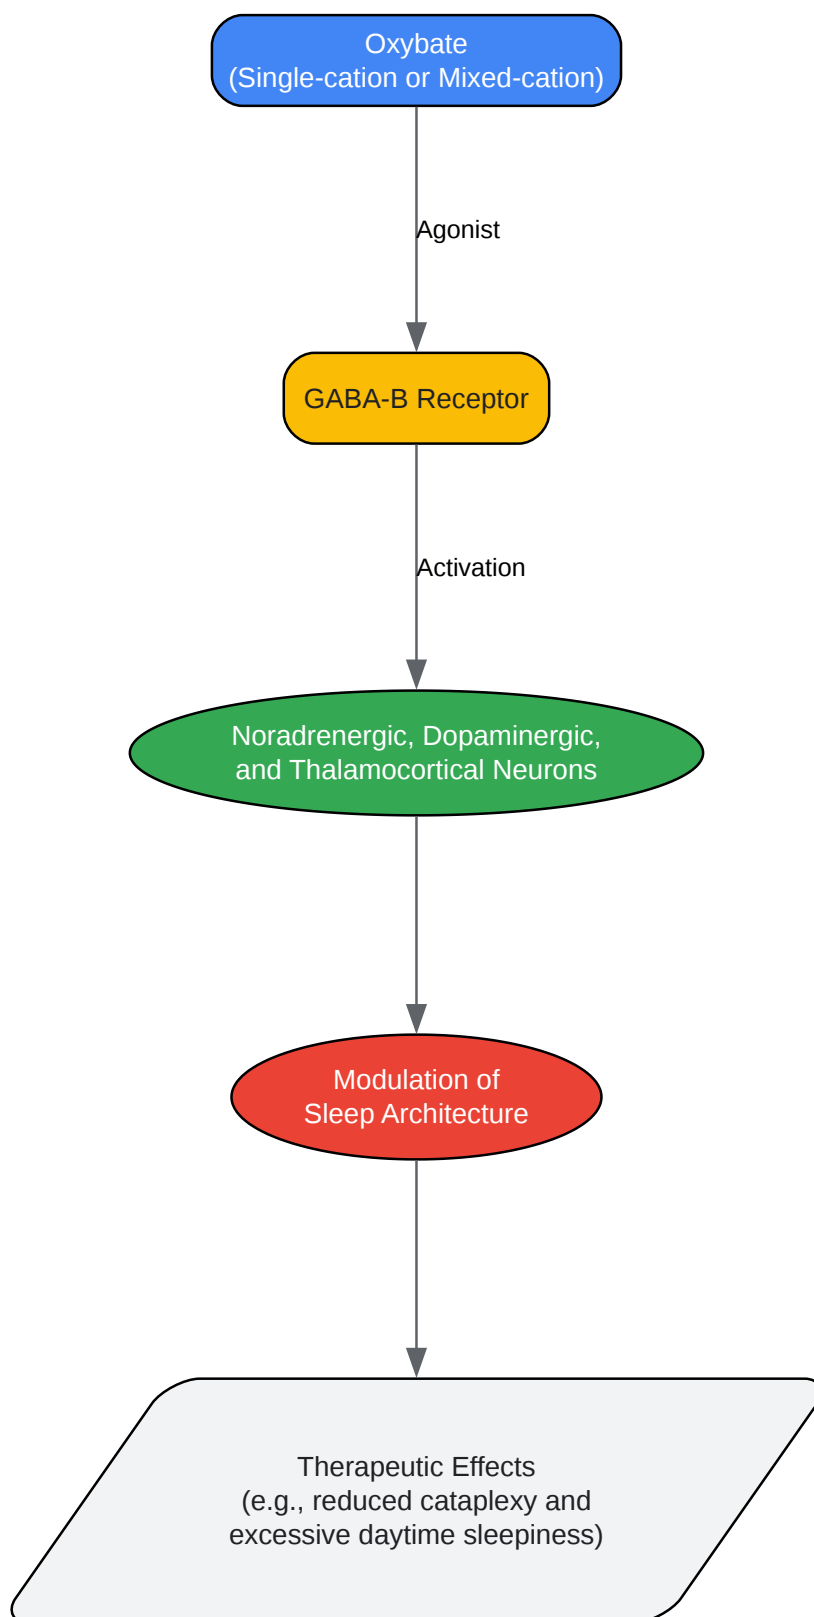 Oxybate
(Single-cation or Mixed-cation)
Agonist
GABA-B Receptor
Activation
Noradrenergic, Dopaminergic,
and Thalamocortical Neurons
Modulation of
Sleep Architecture
Therapeutic Effects
(e.g., reduced cataplexy and
excessive daytime sleepiness)